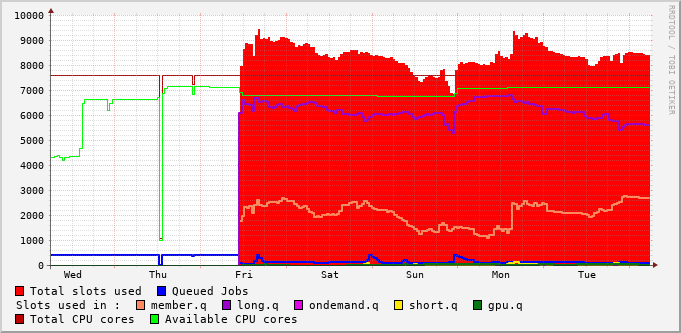 10000
9000
8000
7000
6000
5000
4000
3000
2000
1000
0
Wed Thu Fri Sat Sun Mon Tue
Total slots used Queued Jobs
Slots used in : member.q long.q ondemand.q short.q gpu.q
Total CPU cores Available CPU cores
RRDTOOL / TOBI OETIKER